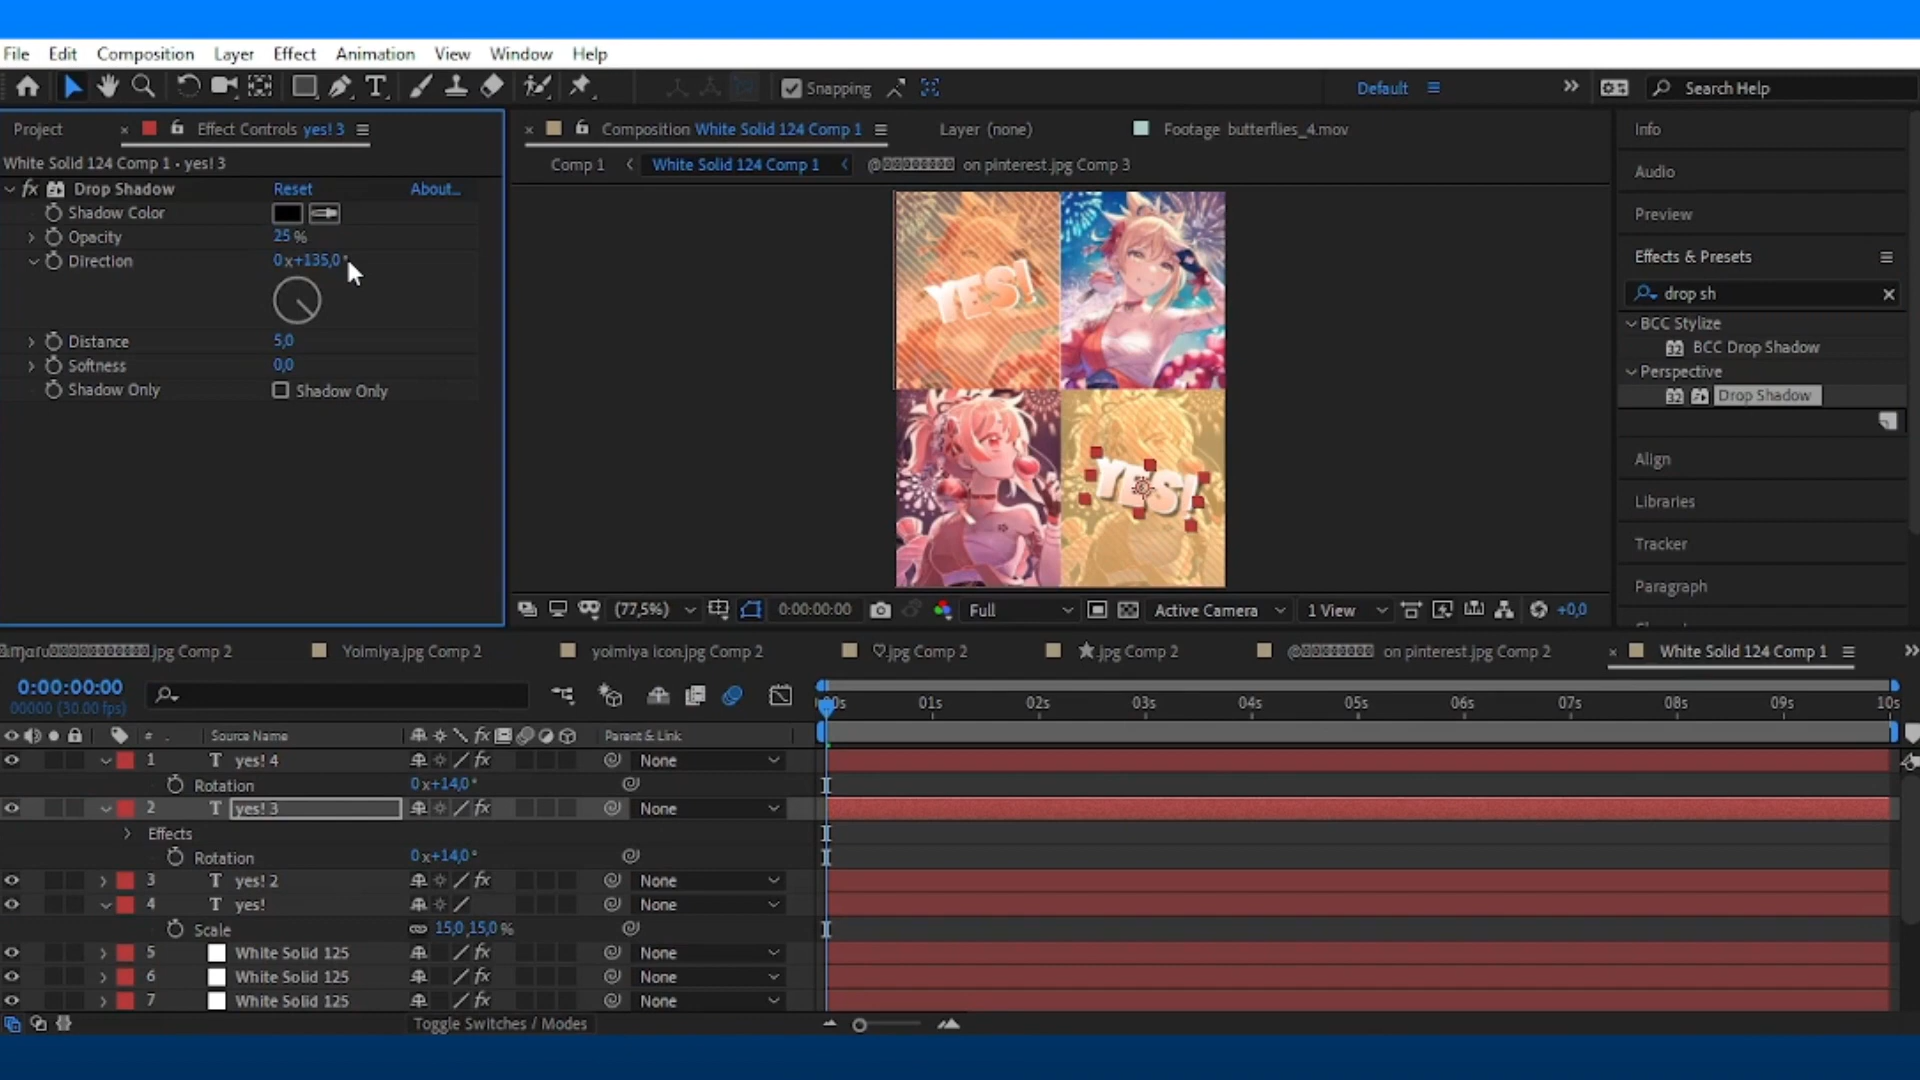 File Edit Composition Layer Effect Animation View Window Help
Snapping Default Search Help
Project Effect Controls yes! 3 Composition White Solid 124 Comp 1 Layer (none) Footage butterflies_4.mov Info
White Solid 124 Comp 1 • yes! 3 Comp 1 White Solid 124 Comp 1 on pinterest.jpg Comp 3
Audio
fx Drop Shadow Reset About...
Shadow Color
Preview
Opacity 25 %
Direction 0 x+135,0 °
Effects & Presets
drop sh
BCC Stylize
BCC Drop Shadow
Perspective
Drop Shadow
Distance 5,0
Softness 0,0
Shadow Only Shadow Only
YES!
YES!
Align
Libraries
Tracker
Paragraph
(77,5%) 0:00:00:00 Full Active Camera 1 View +0,0
.jpg Comp 2 Yoimiya.jpg Comp 2 yoimiya icon.jpg Comp 2 ♡.jpg Comp 2 ★.jpg Comp 2 on pinterest.jpg Comp 2 White Solid 124 Comp 1
0:00:00:00
00000 (30.00 fps)
01s 02s 03s 04s 05s 06s 07s 08s 09s 10s
# Source Name Parent & Link
1 T yes! 4 None
Rotation 0 x+14,0 °
2 T yes! 3 None
Effects
Rotation 0 x+14,0 °
3 T yes! 2 None
4 T yes! None
Scale 15,0 ,15,0 %
5 White Solid 125 None
6 White Solid 125 None
7 White Solid 125 None
Toggle Switches / Modes